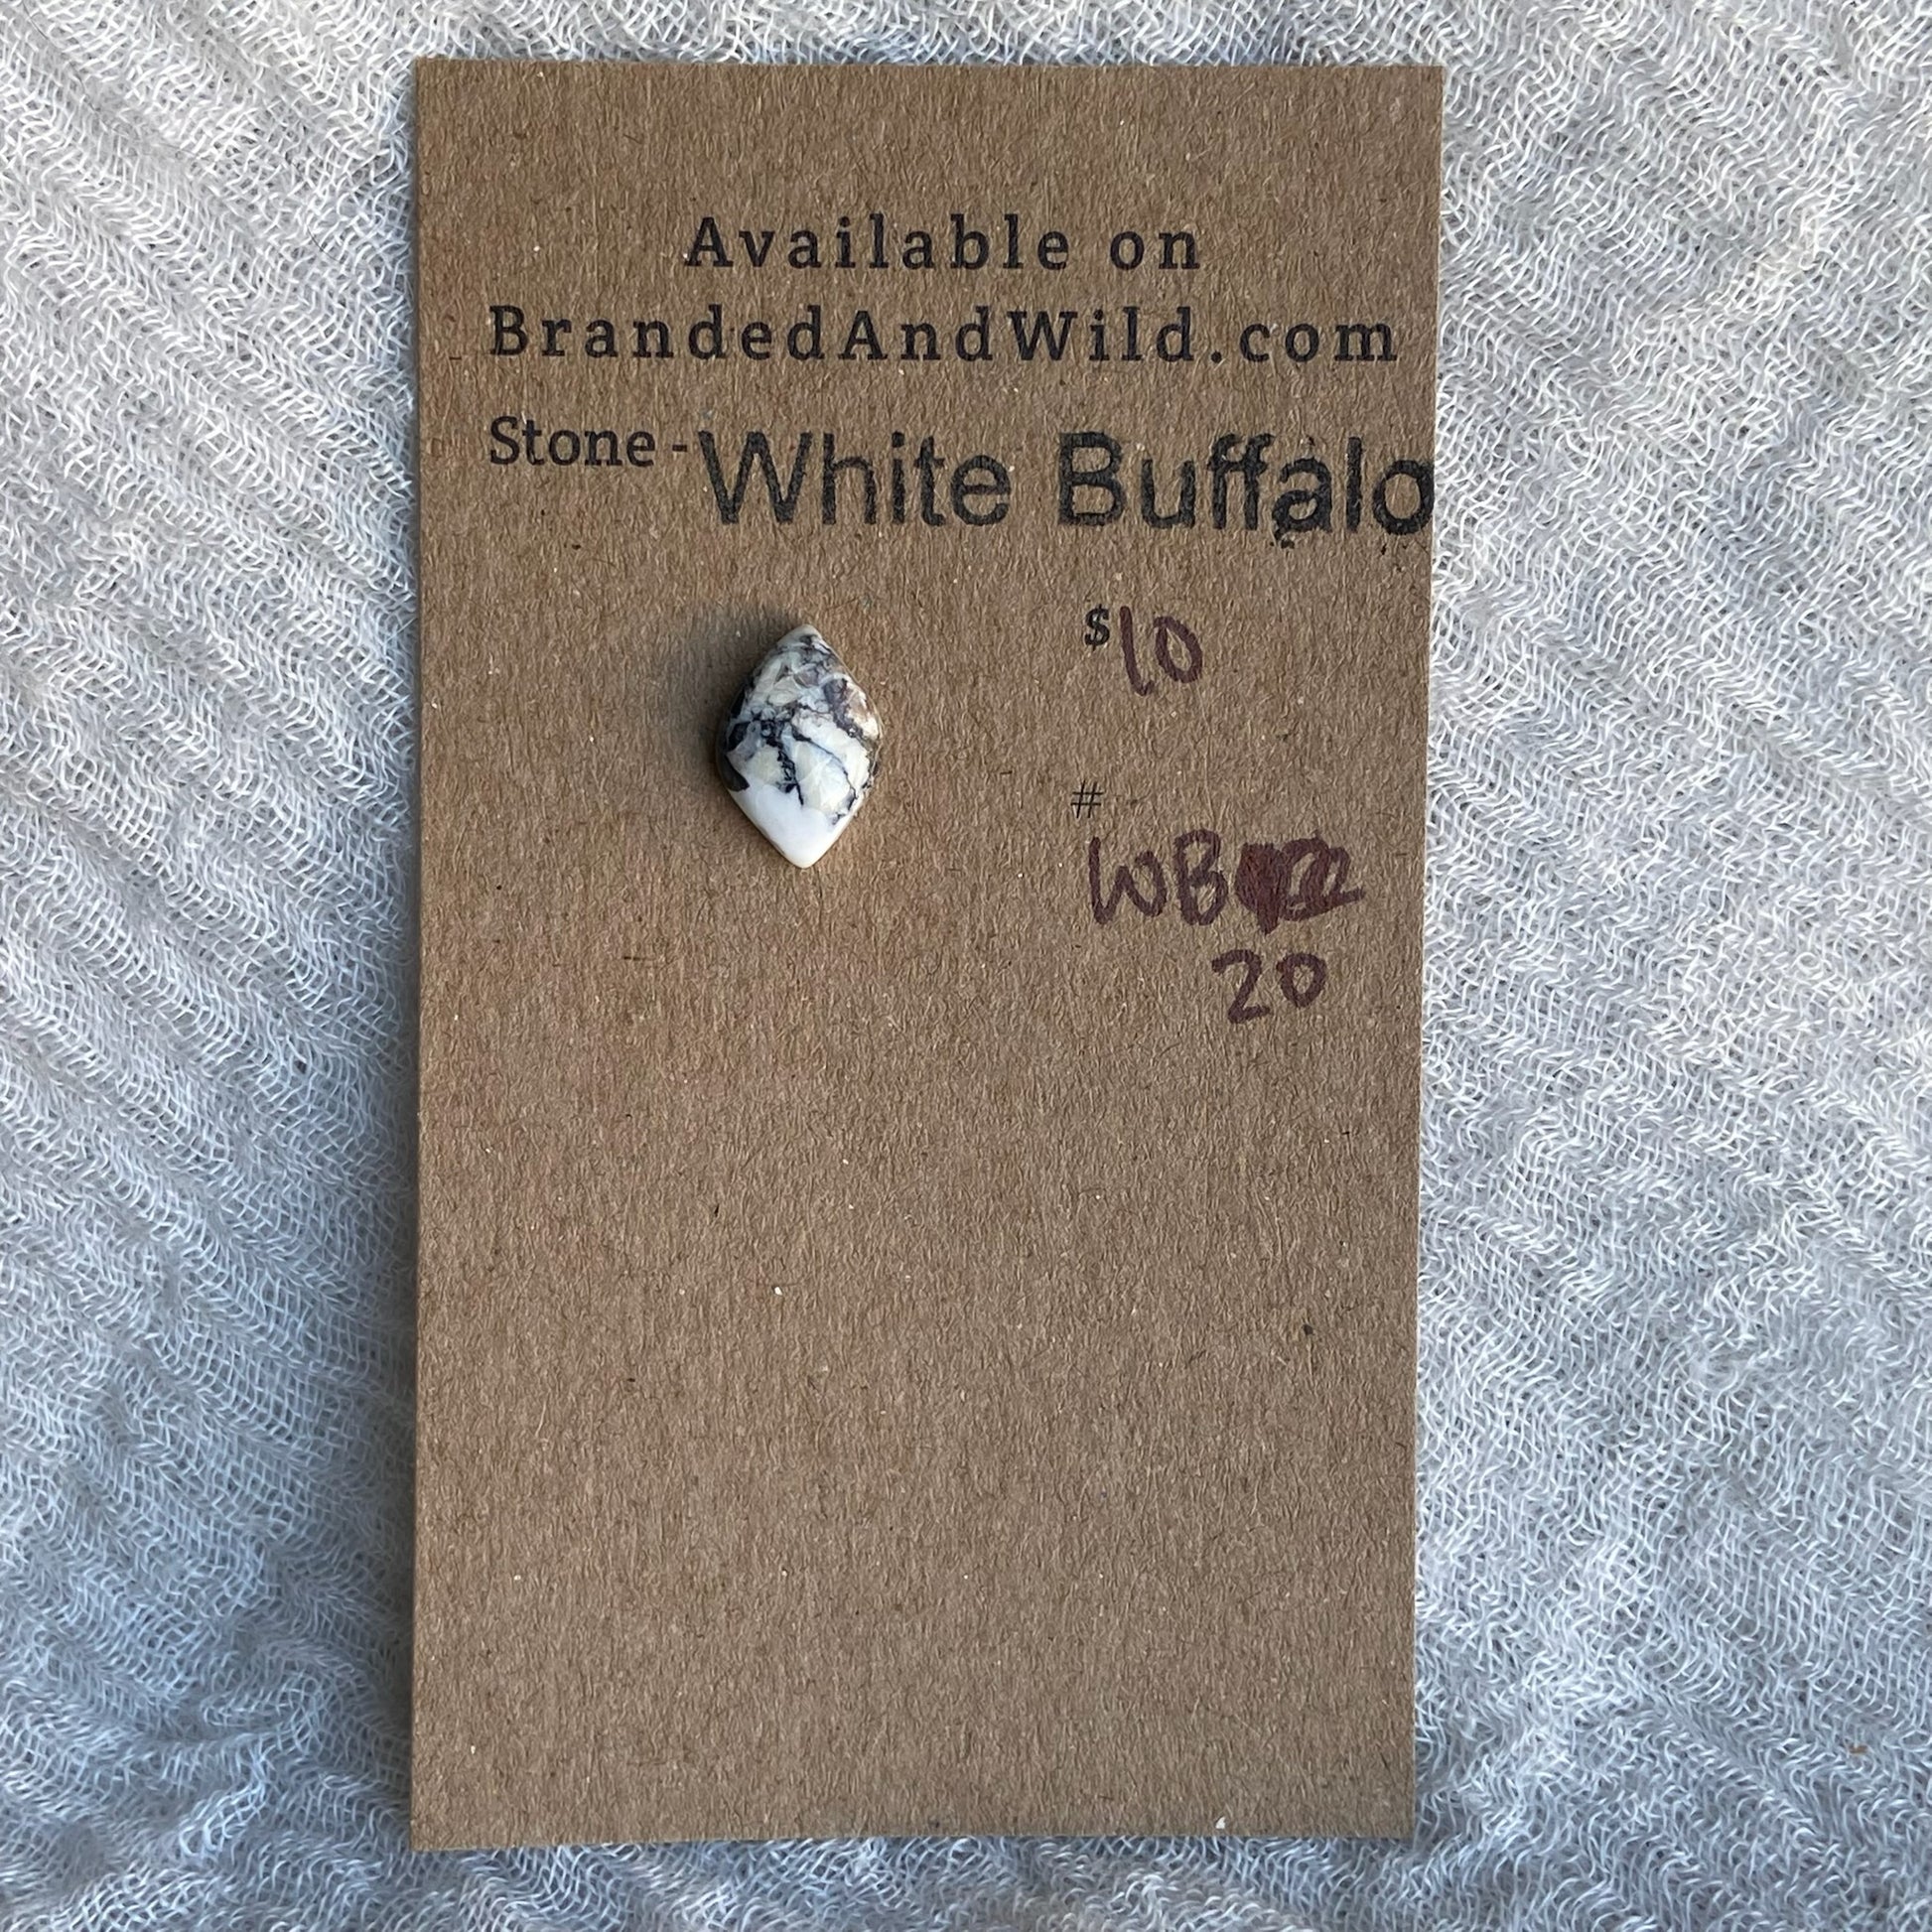 Available on
BrandedAndWild.com
Stone - White Buffalo
$10
#
WB
20